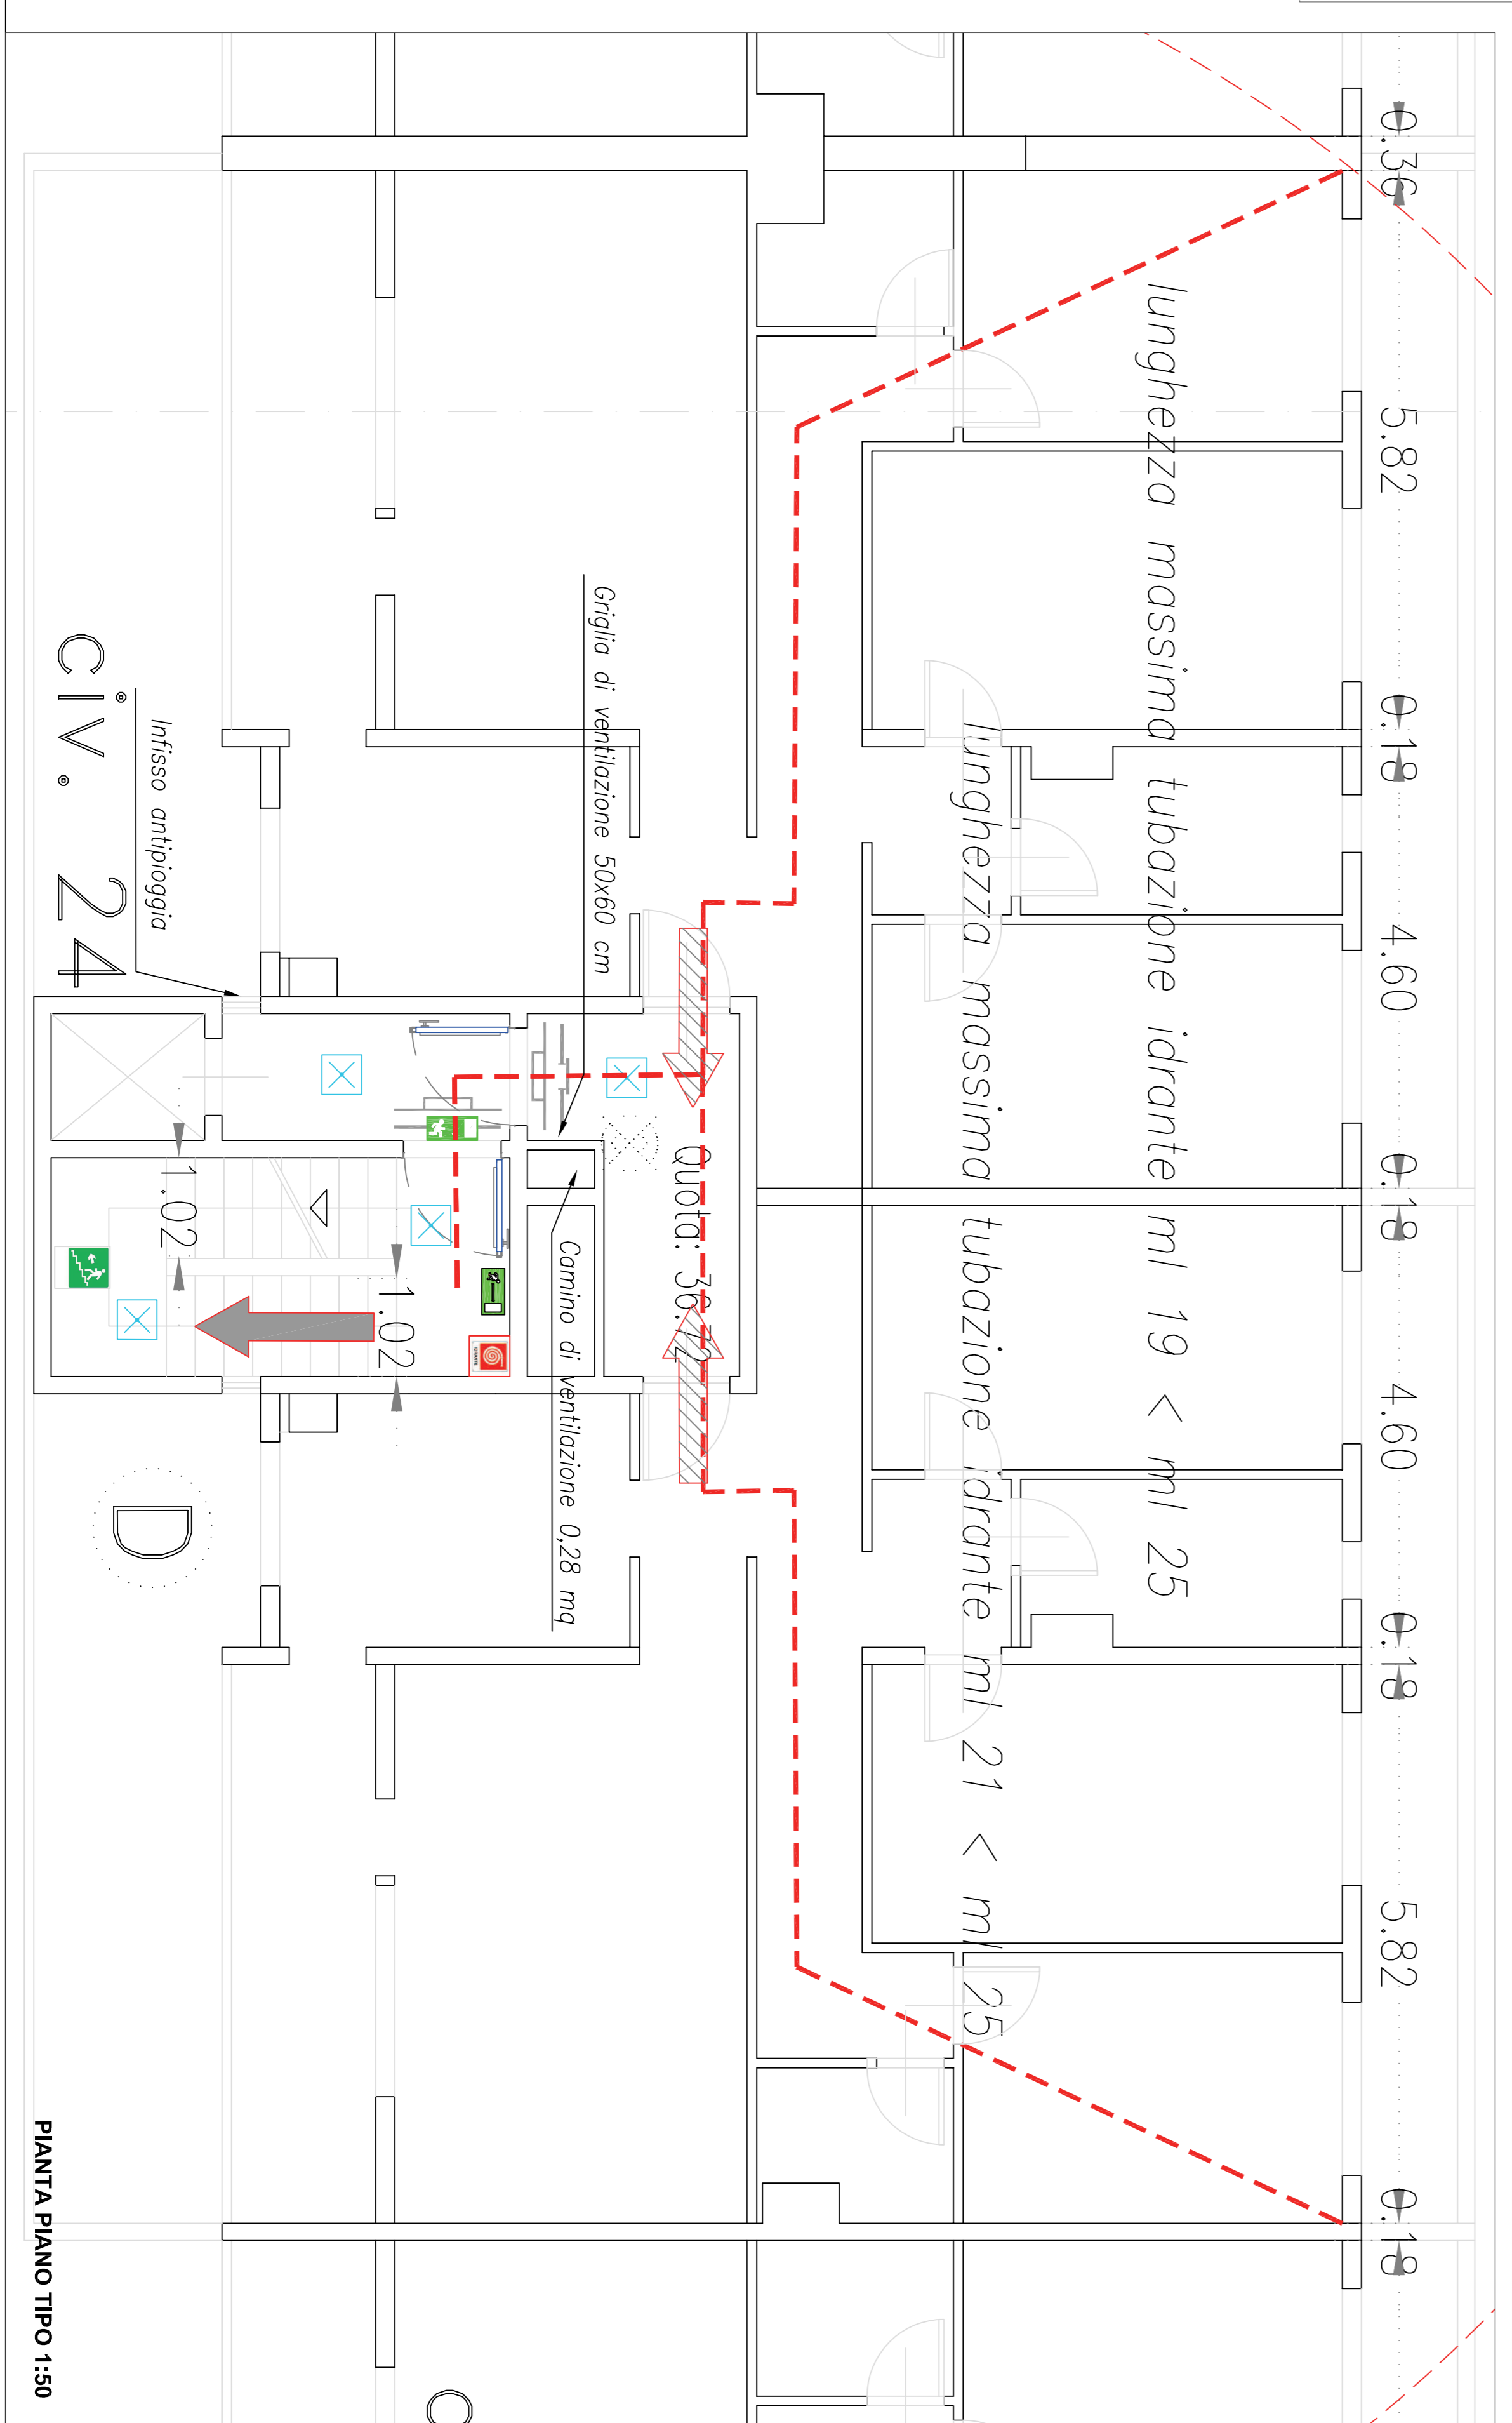 0.36
5.82
0.18
4.60
0.18
4.60
0.18
5.82
0.18
lunghezza massima tubazione idrante ml 19 < ml 25
lunghezza massima tubazione idrante ml 21 < ml 25
Quota: 36.72
Griglia di ventilazione 50x60 cm
Camino di ventilazione 0,28 mq
IDRANTE
1.02
1.02
Infisso antipioggia
civ. 24
D
C
PIANTA PIANO TIPO 1:50